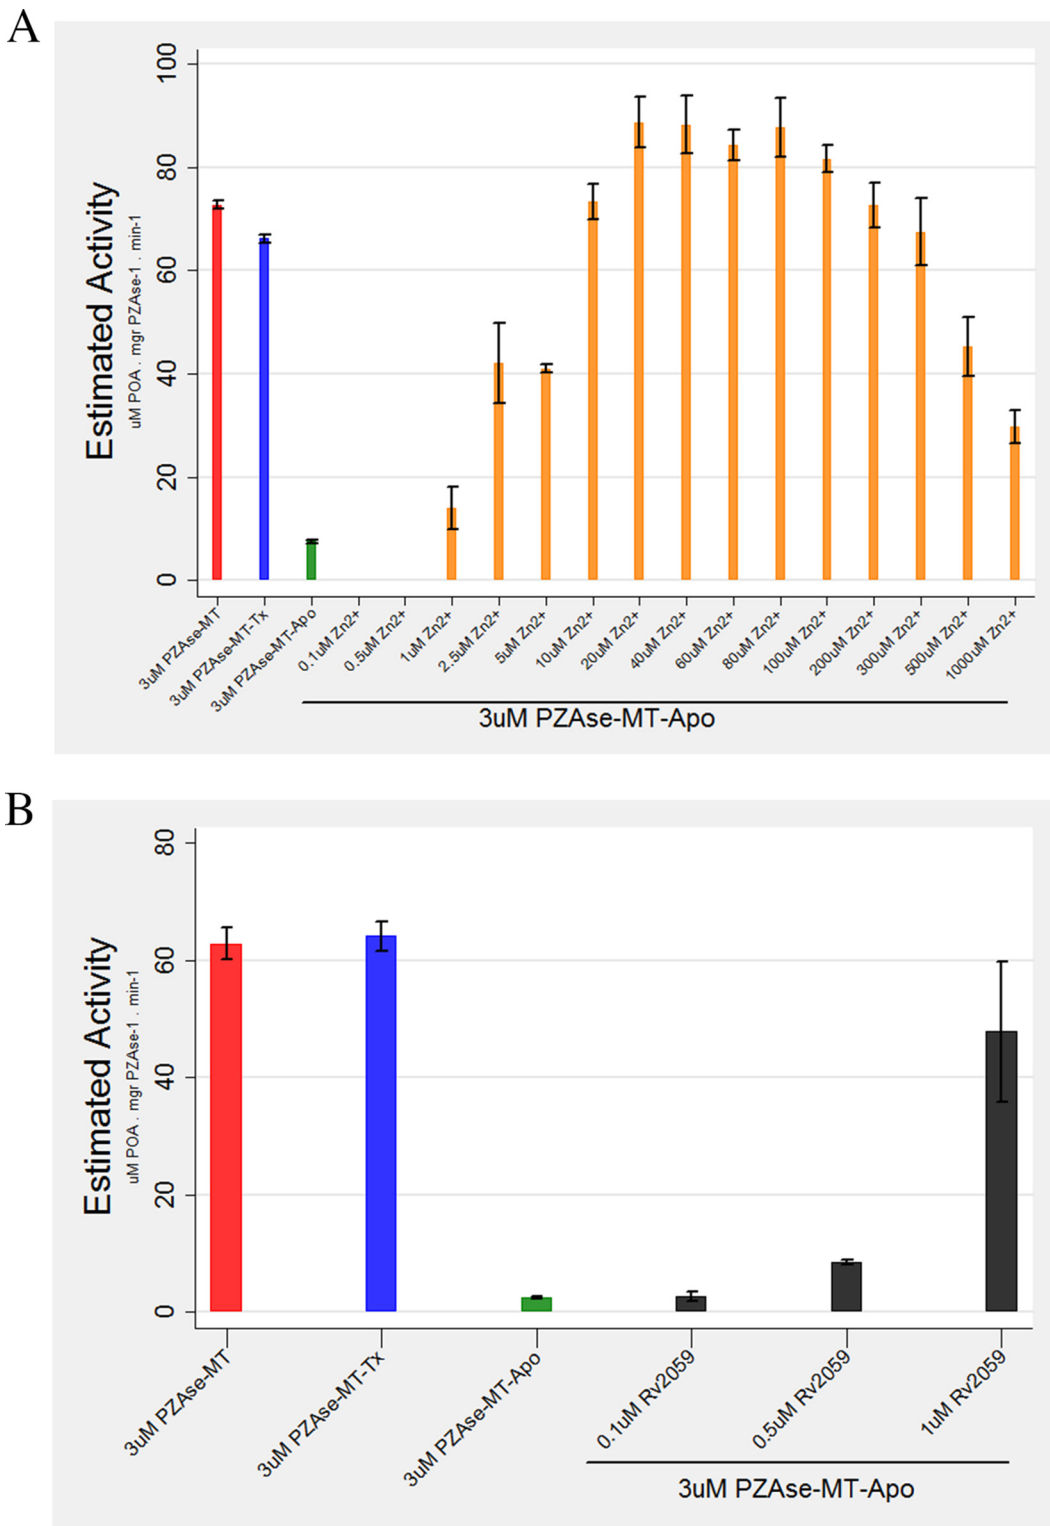 A
Estimated Activity
uM POA . mgr PZAse-1 . min-1
100
80
60
40
20
0
3uM PZAse-MT
3uM PZAse-MT-Tx
3uM PZAse-MT-Apo
0.1uM Zn2+
0.5uM Zn2+
1uM Zn2+
2.5uM Zn2+
5uM Zn2+
10uM Zn2+
20uM Zn2+
40uM Zn2+
60uM Zn2+
80uM Zn2+
100uM Zn2+
200uM Zn2+
300uM Zn2+
500uM Zn2+
1000uM Zn2+
3uM PZAse-MT-Apo
B
Estimated Activity
uM POA . mgr PZAse-1 . min-1
80
60
40
20
0
3uM PZAse-MT
3uM PZAse-MT-Tx
3uM PZAse-MT-Apo
0.1uM Rv2059
0.5uM Rv2059
1uM Rv2059
3uM PZAse-MT-Apo